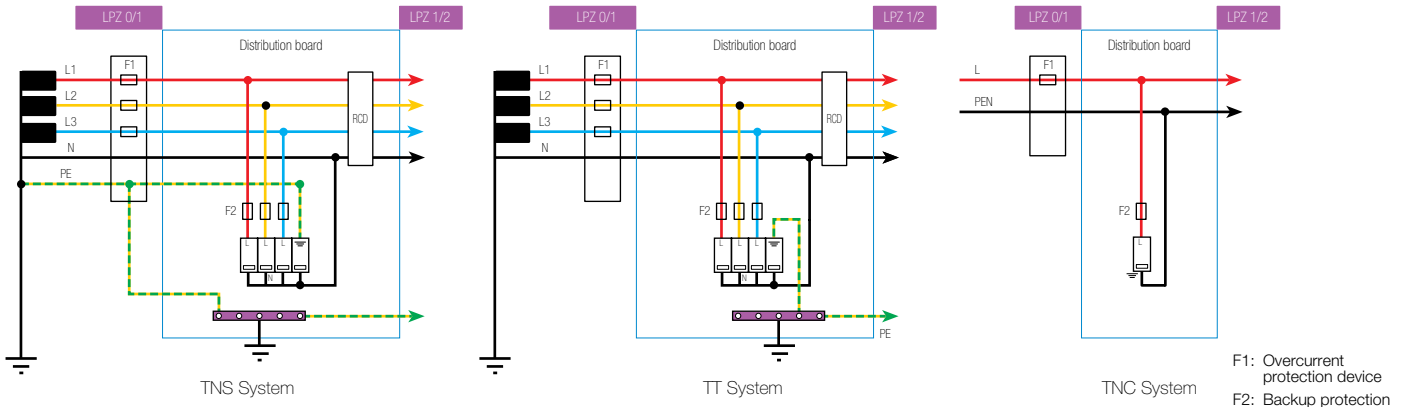 LPZ 0/1
LPZ 1/2
Distribution board
F1
L1
L2
L3
N
PE
RCD
F2
L
L
L
N
TNS System
LPZ 0/1
LPZ 1/2
Distribution board
F1
L1
L2
L3
N
RCD
F2
L
L
L
N
PE
TT System
LPZ 0/1
LPZ 1/2
Distribution board
F1
L
PEN
F2
L
TNC System
F1: Overcurrent
protection device
F2: Backup protection